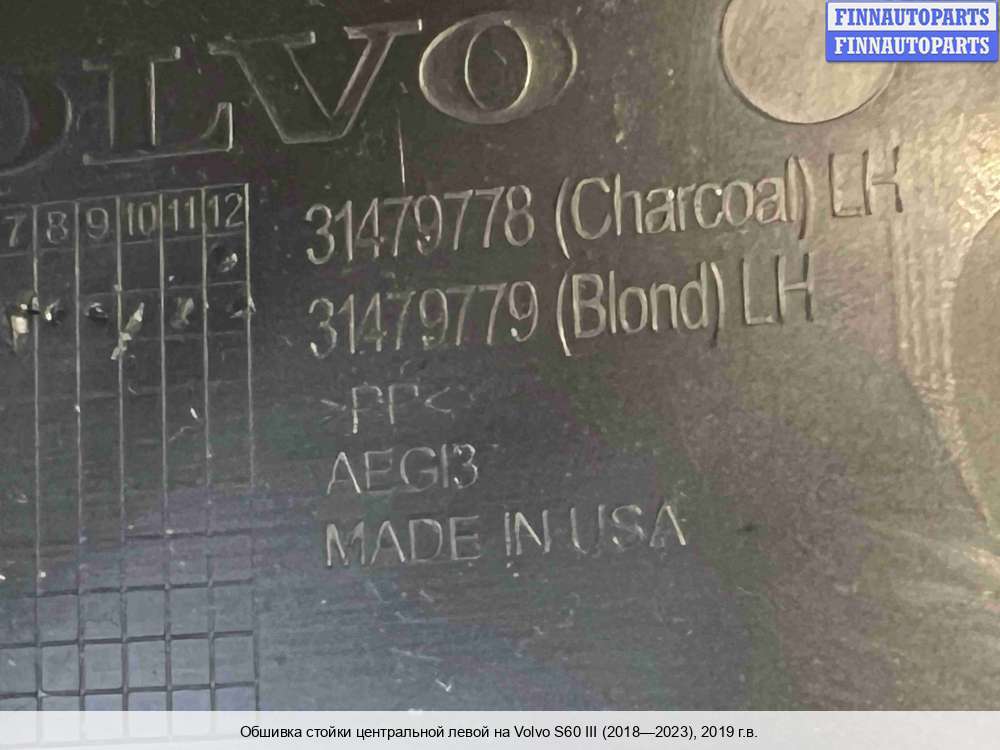 FINNAUTOPARTS
FINNAUTOPARTS
OLVO
7 8 9 10 11 12
31479778 (Charcoal) LH
31479779 (Blond) LH
>PP<
AEG13
MADE IN USA
Обшивка стойки центральной левой на Volvo S60 III (2018—2023), 2019 г.в.